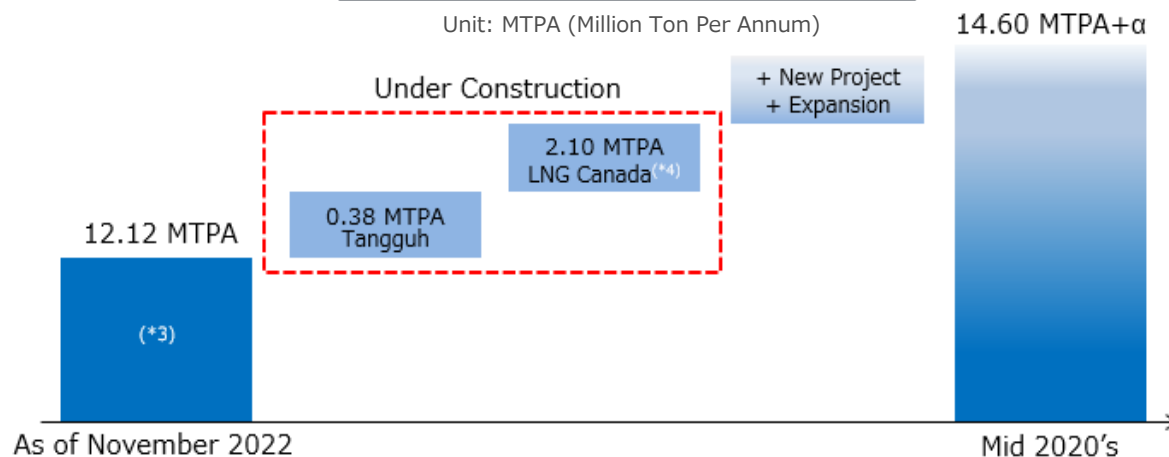 Unit: MTPA (Million Ton Per Annum)
14.60 MTPA+α
+ New Project
+ Expansion
Under Construction
2.10 MTPA
LNG Canada(*4)
0.38 MTPA
Tangguh
12.12 MTPA
(*3)
As of November 2022
Mid 2020's